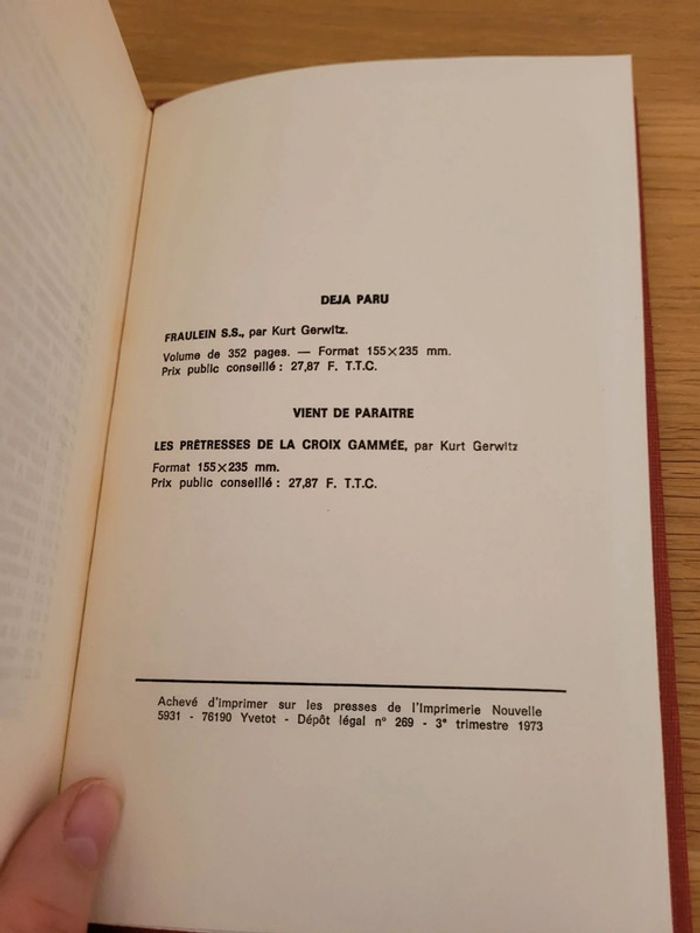 DEJA PARU
FRAULEIN S.S., par Kurt Gerwitz.
Volume de 352 pages. — Format 155×235 mm.
Prix public conseillé : 27,87 F. T.T.C.
VIENT DE PARAITRE
LES PRÊTRESSES DE LA CROIX GAMMÉE, par Kurt Gerwitz
Format 155×235 mm.
Prix public conseillé : 27,87 F. T.T.C.
Achevé d'imprimer sur les presses de l'Imprimerie Nouvelle
5931 - 76190 Yvetot - Dépôt légal n° 269 - 3e trimestre 1973